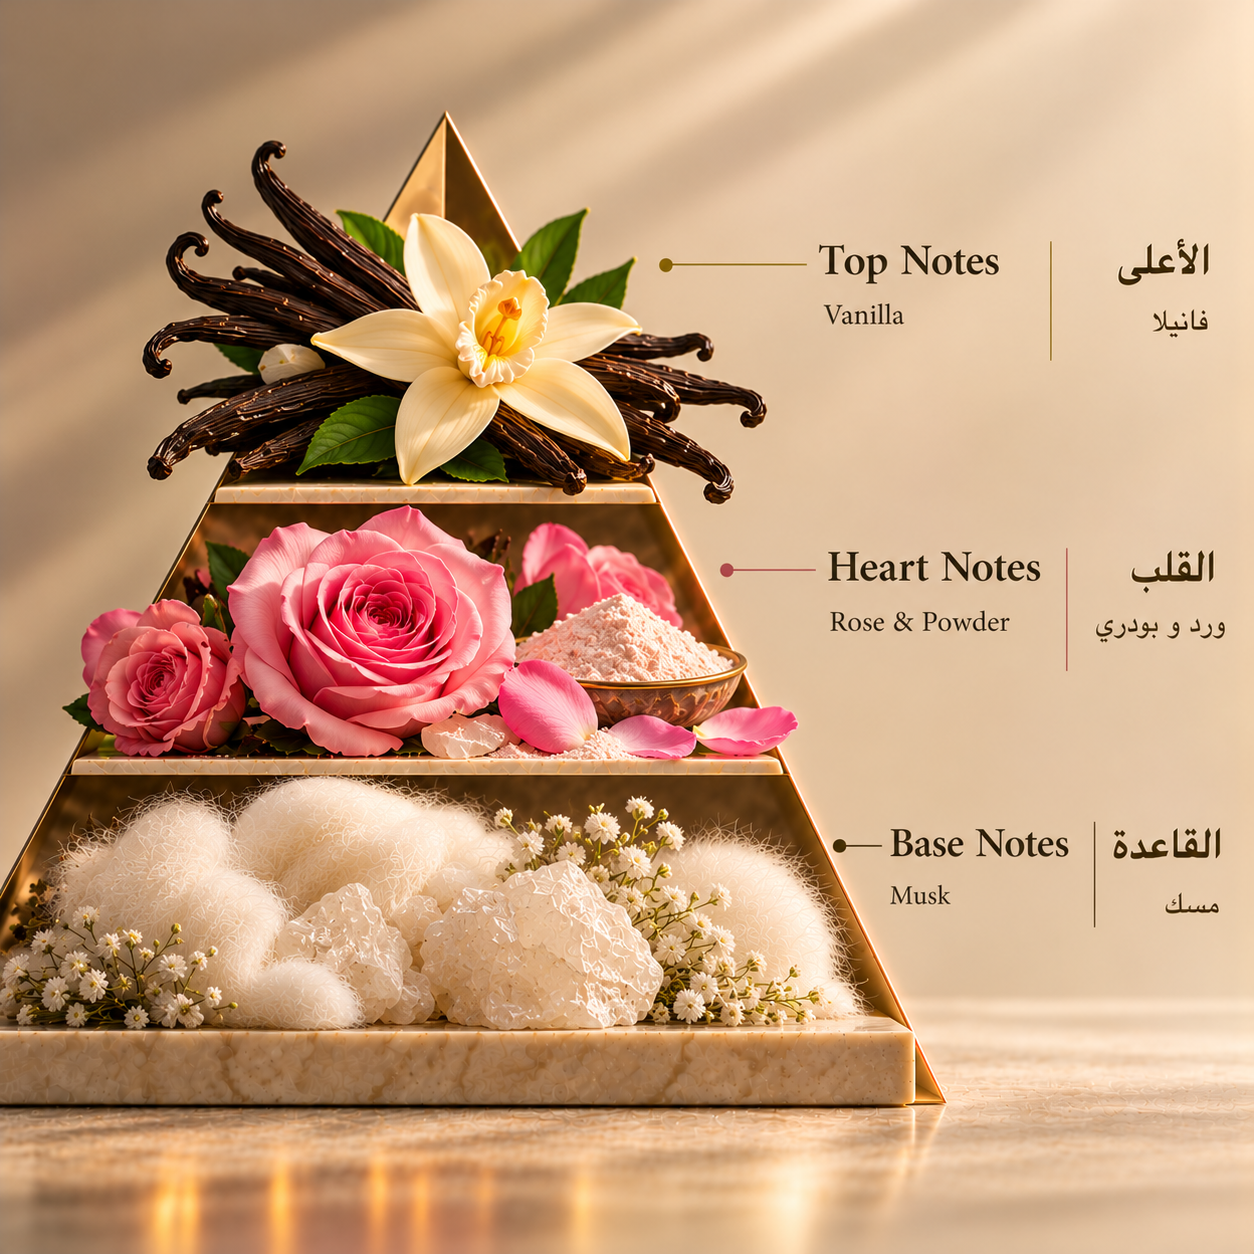 Top Notes
الأعلى
Vanilla
فانيلا
Heart Notes
القلب
Rose & Powder
ورد و بودري
Base Notes
القاعدة
Musk
مسك